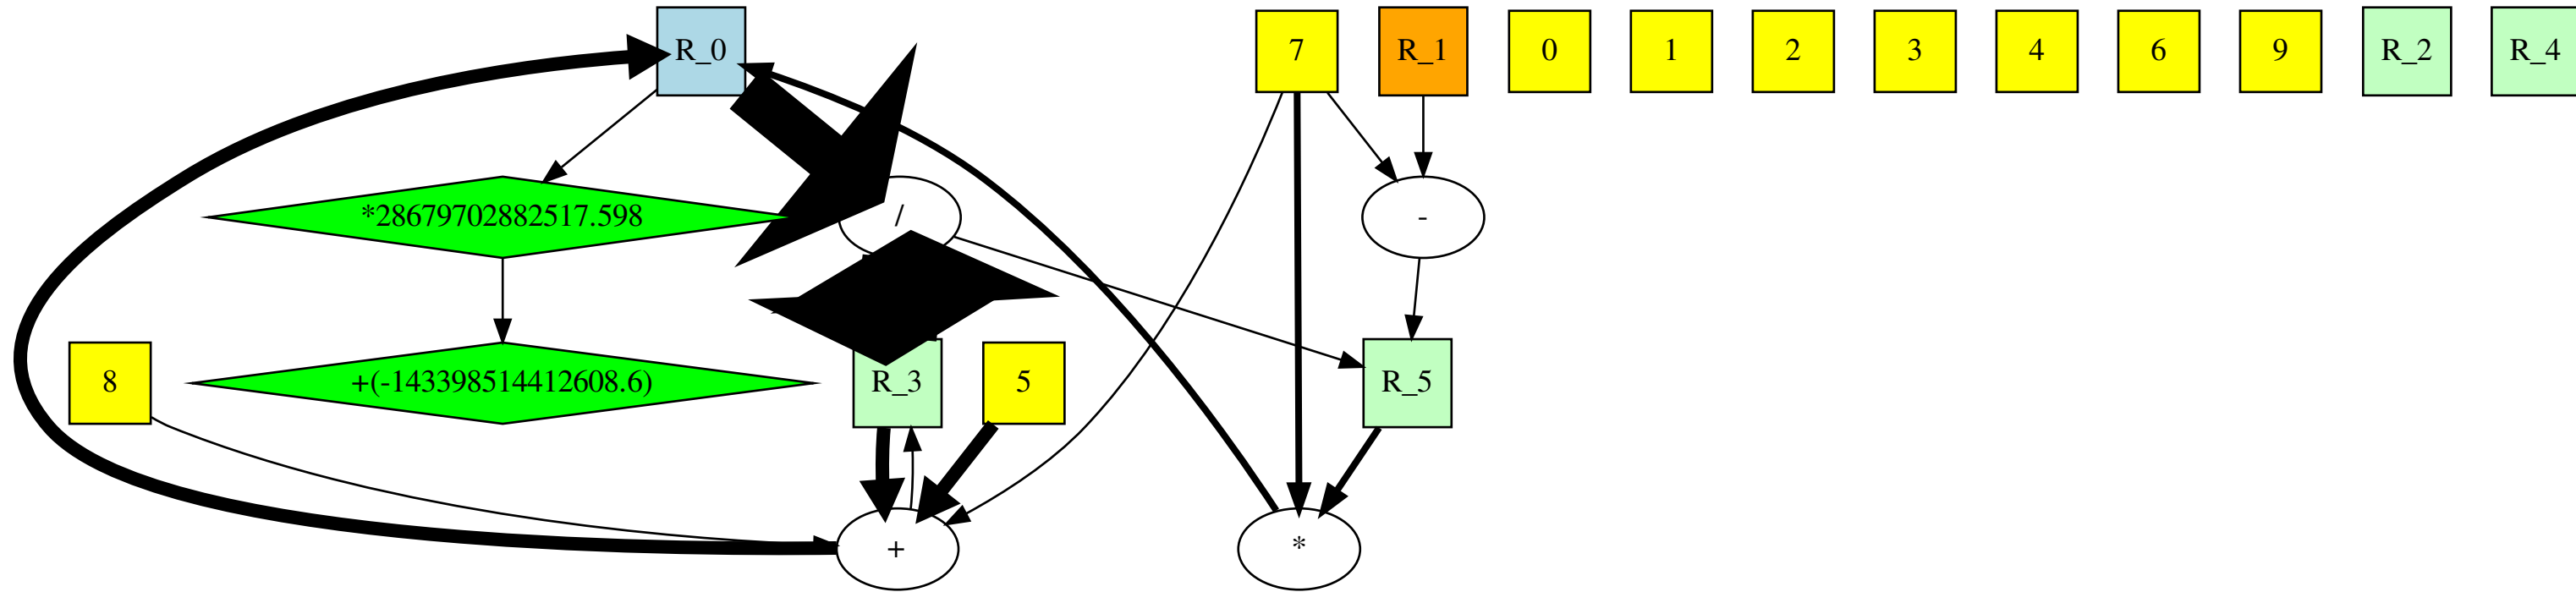 R_0
7
R_1
0
1
2
3
4
6
9
R_2
R_4
*28679702882517.598
/
-
8
+(-143398514412608.6)
R_3
5
R_5
+
*